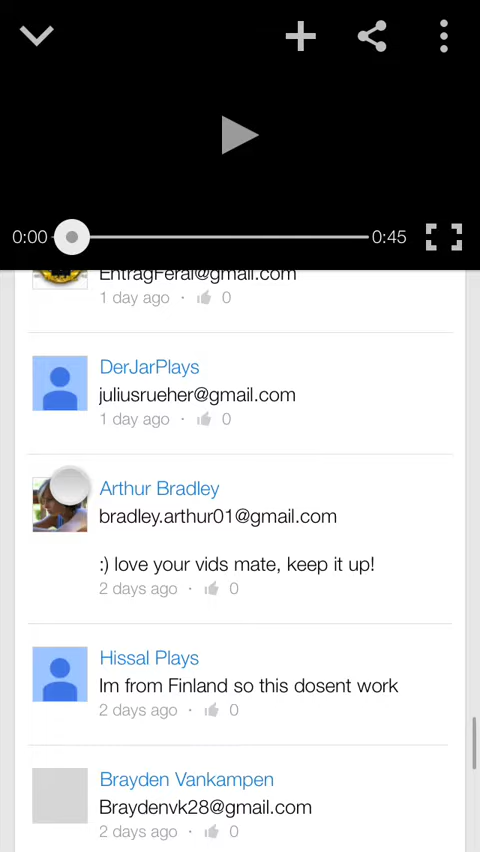 0:00
0:45
EntragFeral@gmail.com
1 day ago · 0
DerJarPlays
juliusrueher@gmail.com
1 day ago · 0
Arthur Bradley
bradley.arthur01@gmail.com
:) love your vids mate, keep it up!
2 days ago · 0
Hissal Plays
Im from Finland so this dosent work
2 days ago · 0
Brayden Vankampen
Braydenvk28@gmail.com
2 days ago · 0